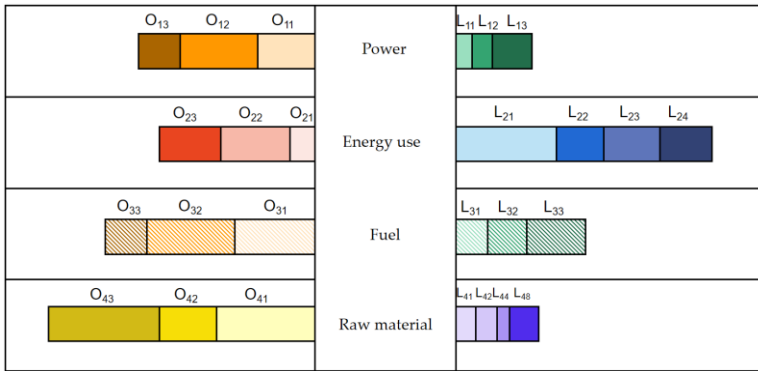 O₁₃ O₁₂ O₁₁ Power L₁₁ L₁₂ L₁₃
O₂₃ O₂₂ O₂₁ Energy use L₂₁ L₂₂ L₂₃ L₂₄
O₃₃ O₃₂ O₃₁ Fuel L₃₁ L₃₂ L₃₃
O₄₃ O₄₂ O₄₁ Raw material L₄₁ L₄₂ L₄₄ L₄₈